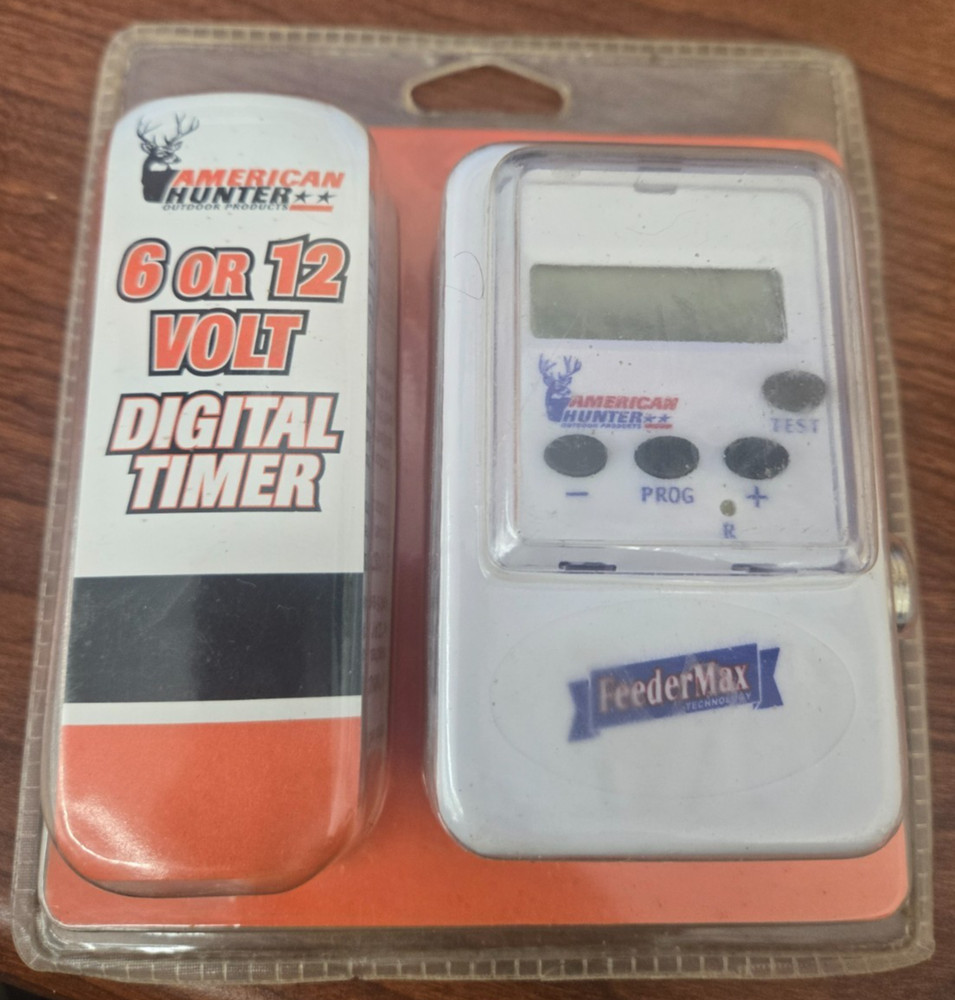 AMERICAN
HUNTER
OUTDOOR PRODUCTS
6 OR 12
VOLT
DIGITAL
TIMER
AMERICAN
HUNTER
OUTDOOR PRODUCTS
TEST
− PROG +
R
FeederMax
TECHNOLOGY